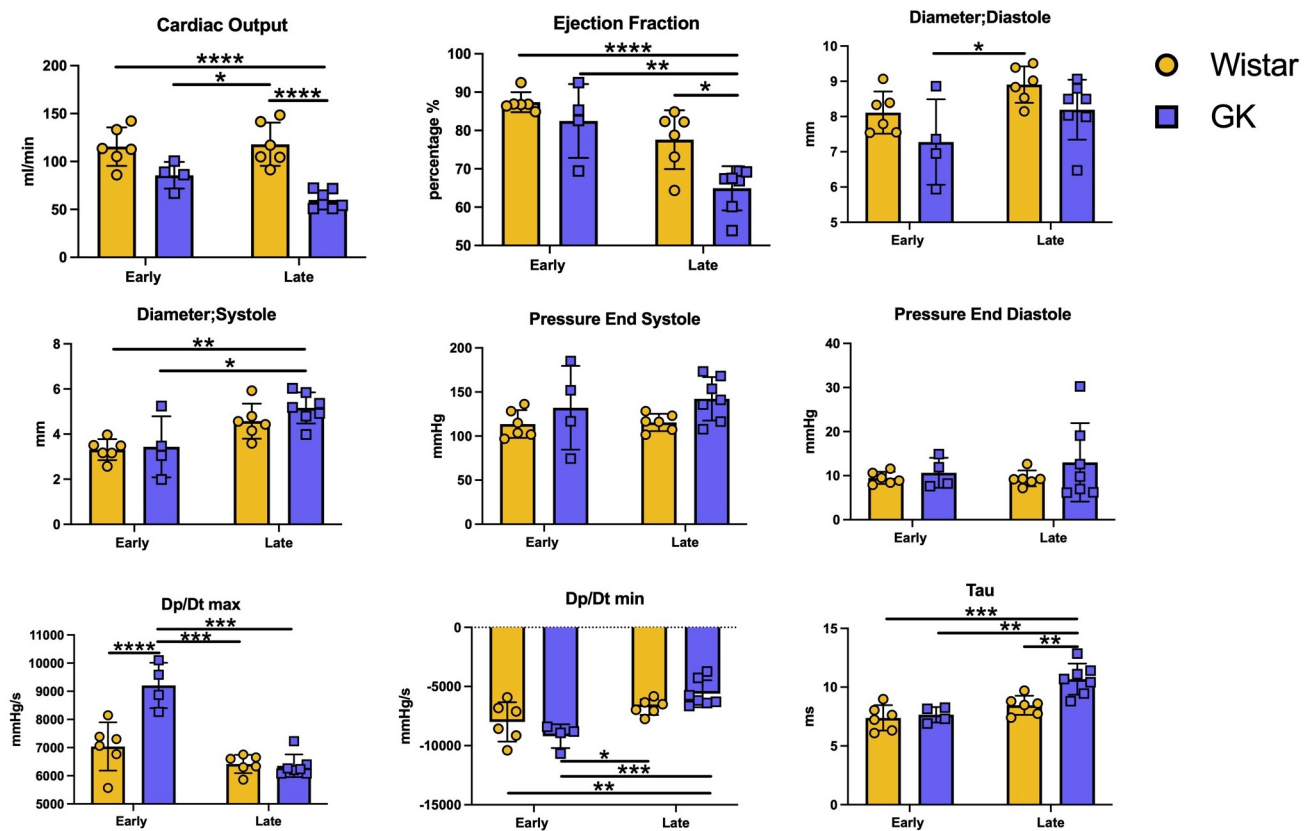 Cardiac Output
ml/min
200
150
100
50
0
****
*
****
Early
Late
Ejection Fraction
percentage %
100
90
80
70
60
50
****
**
*
Early
Late
Diameter;Diastole
mm
10
9
8
7
6
5
*
Early
Late
Wistar
GK
Diameter;Systole
mm
8
6
4
2
0
**
*
Early
Late
Pressure End Systole
mmHg
200
150
100
50
0
Early
Late
Pressure End Diastole
mmHg
40
30
20
10
0
Early
Late
Dp/Dt max
mmHg/s
11000
10000
9000
8000
7000
6000
5000
****
***
***
Early
Late
Dp/Dt min
mmHg/s
0
-5000
-10000
-15000
*
***
**
Early
Late
Tau
ms
15
10
5
0
***
**
**
Early
Late